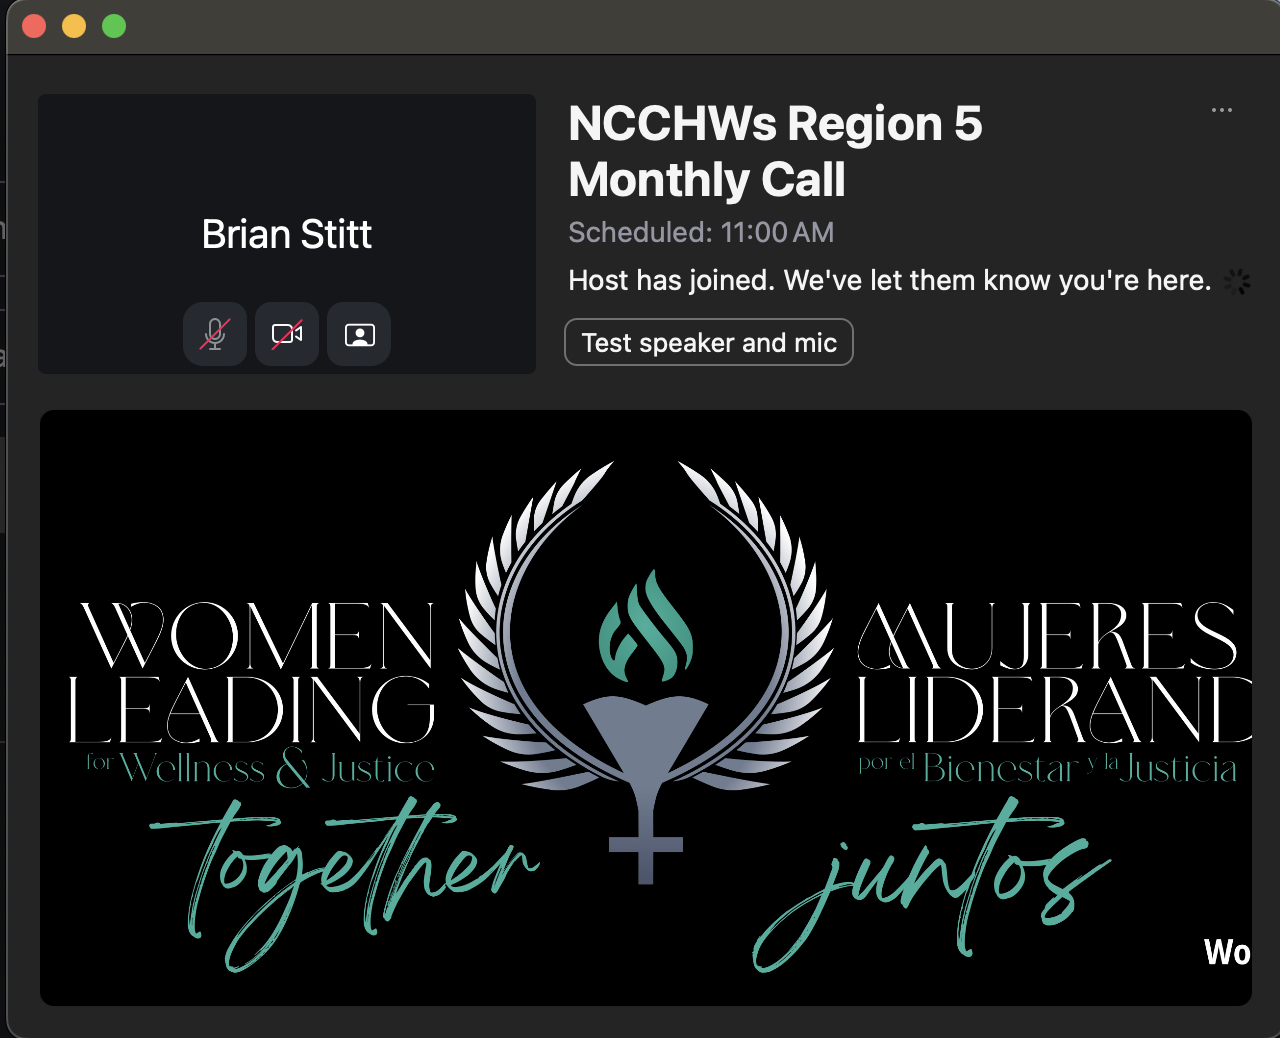 Brian Stitt
NCCHWs Region 5
Monthly Call
Scheduled: 11:00 AM
Host has joined. We've let them know you're here.
Test speaker and mic
WOMEN
LEADING
for Wellness & Justice
together
MUJERES
LIDERAND
por el Bienestar y la Justicia
juntos
Wo